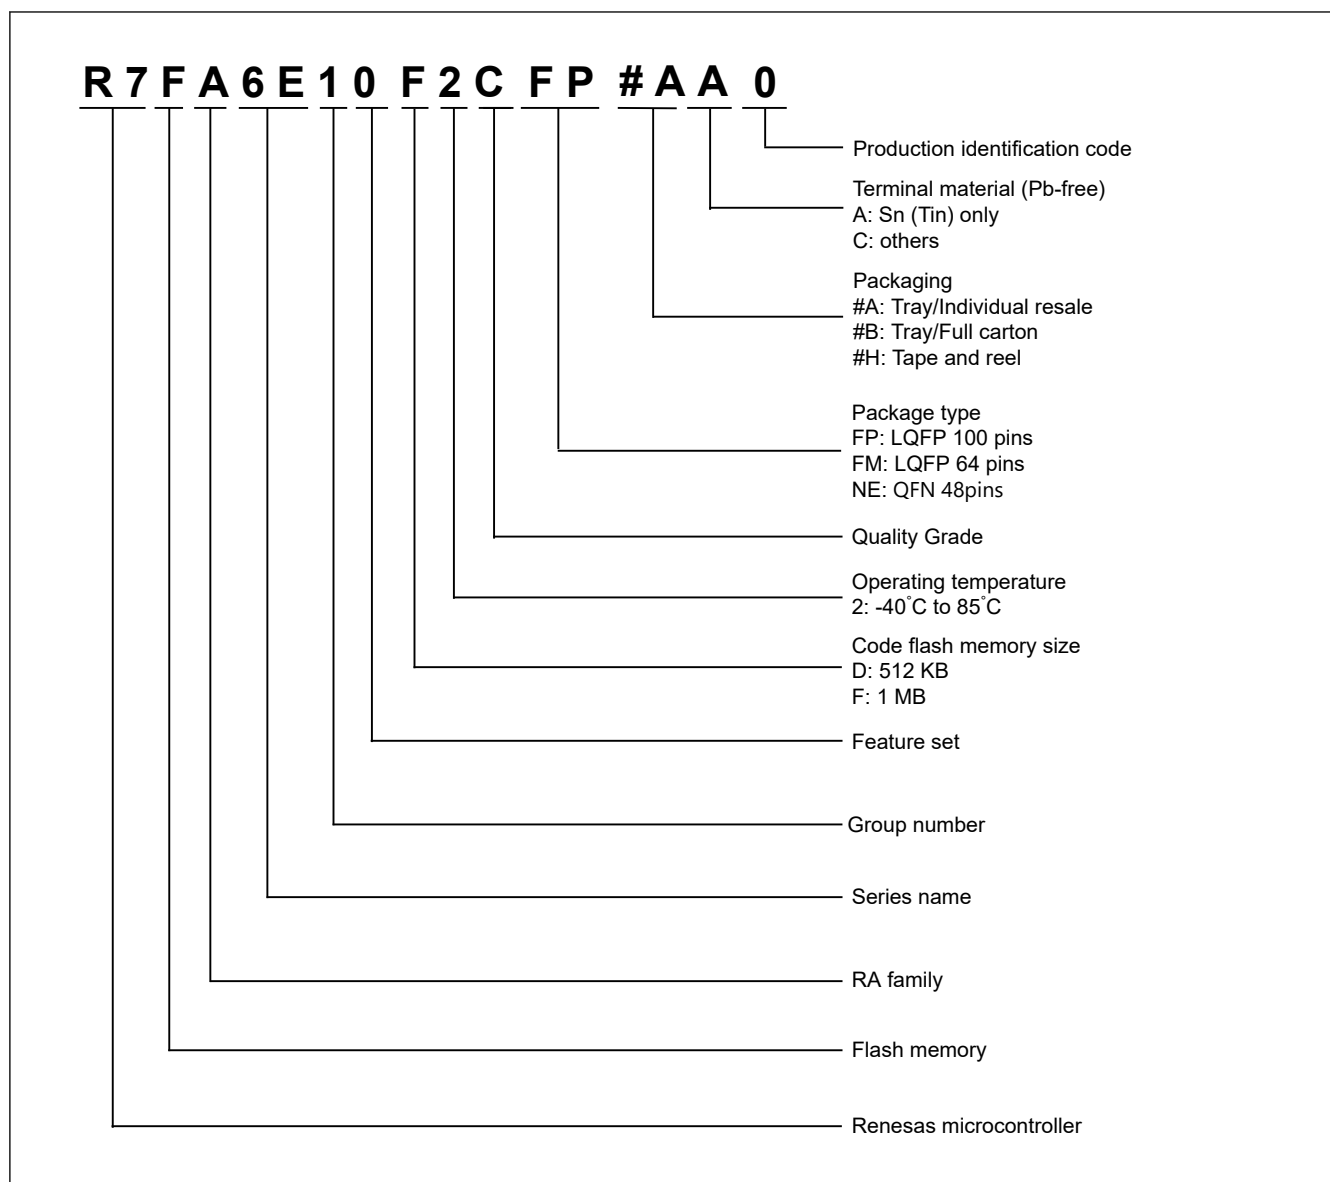 R7FA6E10F2CFP#AA0
Production identification code
Terminal material (Pb-free)
A: Sn (Tin) only
C: others
Packaging
#A: Tray/Individual resale
#B: Tray/Full carton
#H: Tape and reel
Package type
FP: LQFP 100 pins
FM: LQFP 64 pins
NE: QFN 48pins
Quality Grade
Operating temperature
2: -40°C to 85°C
Code flash memory size
D: 512 KB
F: 1 MB
Feature set
Group number
Series name
RA family
Flash memory
Renesas microcontroller